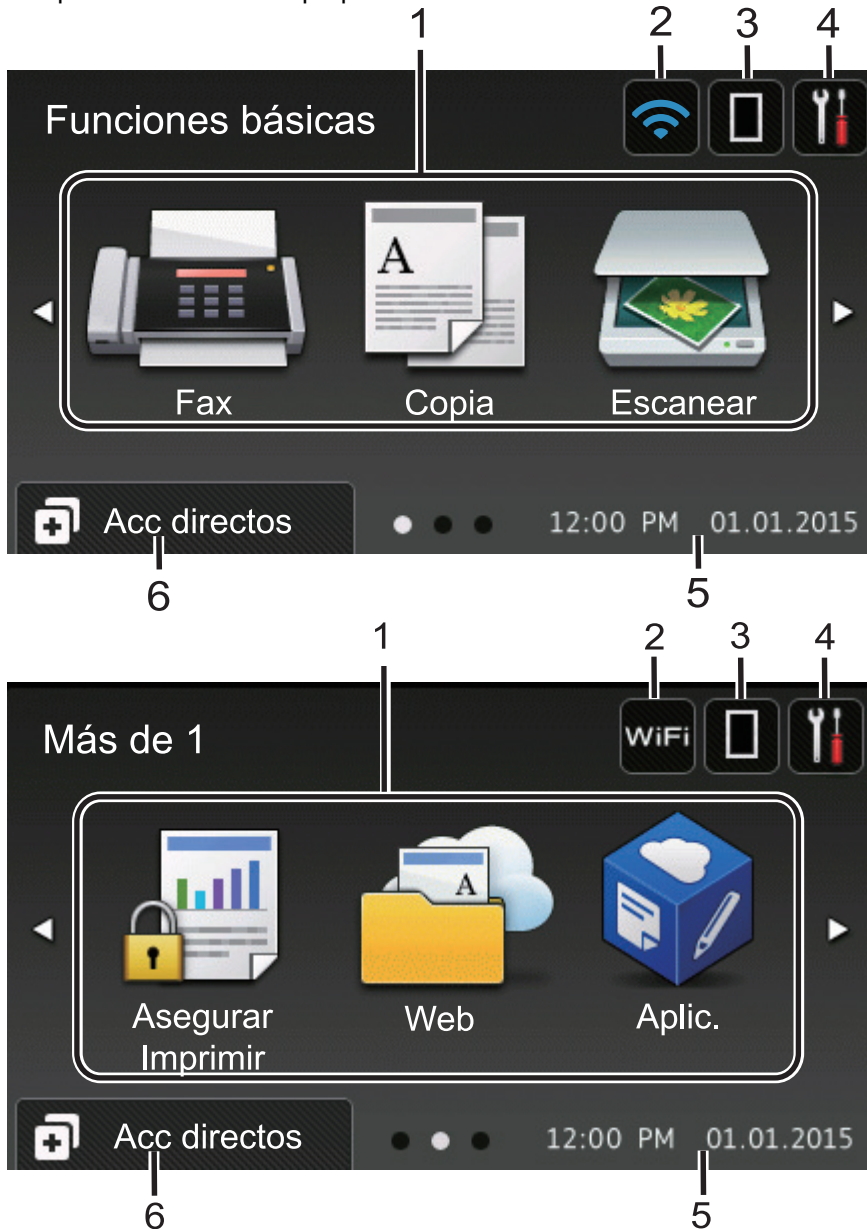 1
2 3 4
Funciones básicas
A
Fax Copia Escanear
Acc directos 12:00 PM 01.01.2015
6 5
1 2 3 4
Más de 1 WiFi
A
Asegurar
Imprimir
Web Aplic.
Acc directos 12:00 PM 01.01.2015
6 5